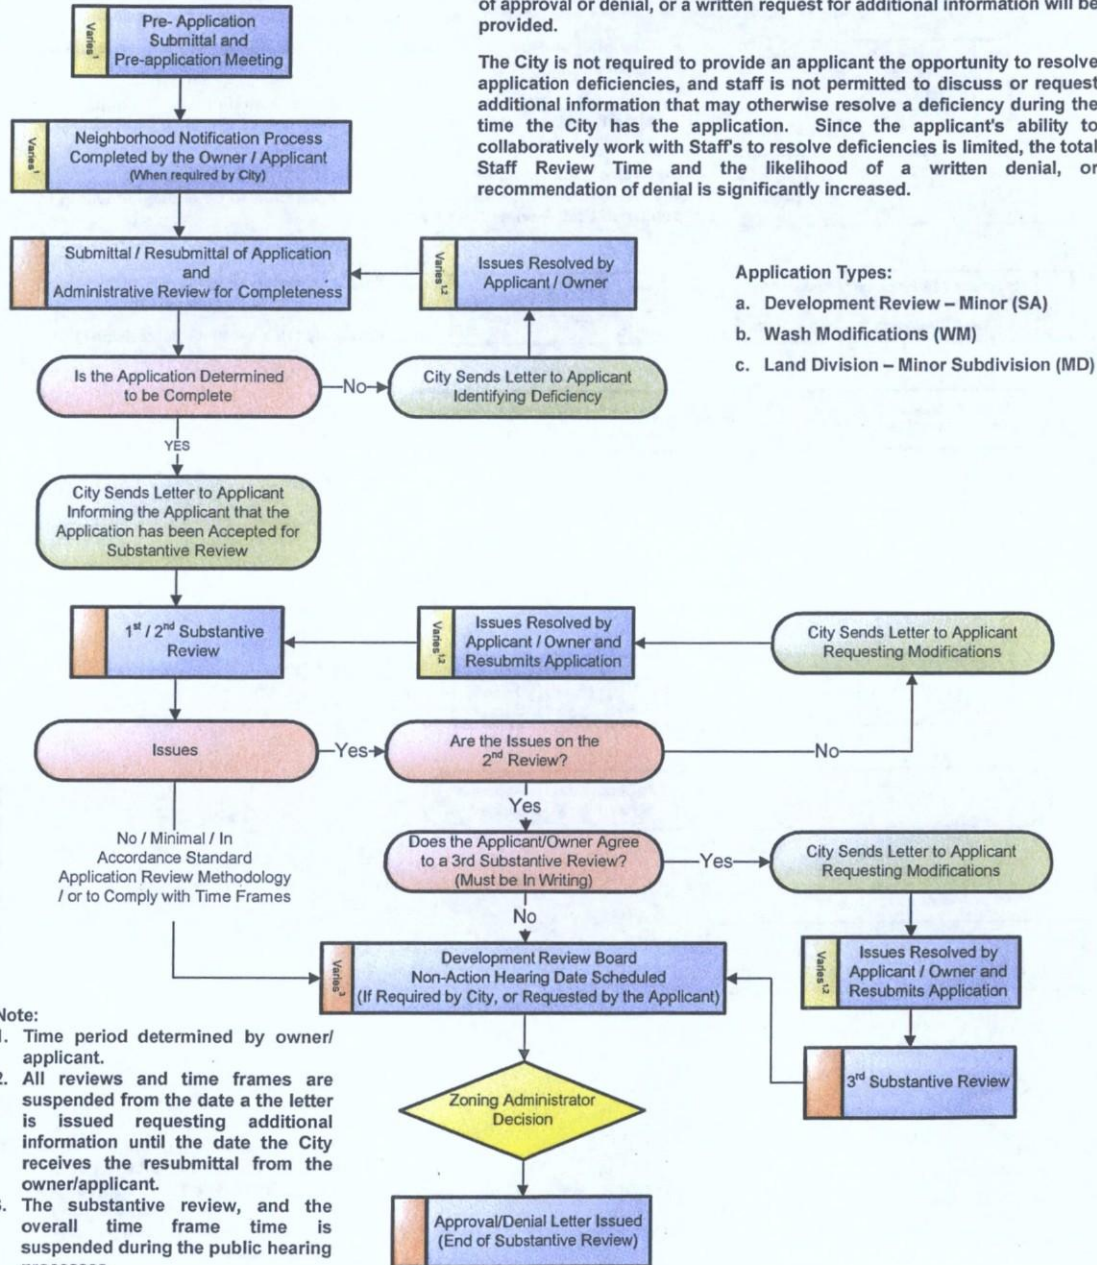 of approval or denial, or a written request for additional information will be
provided.
The City is not required to provide an applicant the opportunity to resolve
application deficiencies, and staff is not permitted to discuss or request
additional information that may otherwise resolve a deficiency during the
time the City has the application. Since the applicant's ability to
collaboratively work with Staff's to resolve deficiencies is limited, the total
Staff Review Time and the likelihood of a written denial, or
recommendation of denial is significantly increased.
Application Types:
a. Development Review – Minor (SA)
b. Wash Modifications (WM)
c. Land Division – Minor Subdivision (MD)
Varies1
Pre- Application
Submittal and
Pre-application Meeting
Varies1
Neighborhood Notification Process
Completed by the Owner / Applicant
(When required by City)
Submittal / Resubmittal of Application
and
Administrative Review for Completeness
Varies1,2
Issues Resolved by
Applicant / Owner
Is the Application Determined
to be Complete
No
City Sends Letter to Applicant
Identifying Deficiency
YES
City Sends Letter to Applicant
Informing the Applicant that the
Application has been Accepted for
Substantive Review
1st / 2nd Substantive
Review
Varies1,2
Issues Resolved by
Applicant / Owner and
Resubmits Application
City Sends Letter to Applicant
Requesting Modifications
Issues
Yes
Are the Issues on the
2nd Review?
No
Yes
No / Minimal / In
Accordance Standard
Application Review Methodology
/ or to Comply with Time Frames
Does the Applicant/Owner Agree
to a 3rd Substantive Review?
(Must be In Writing)
Yes
City Sends Letter to Applicant
Requesting Modifications
No
Varies3
Development Review Board
Non-Action Hearing Date Scheduled
(If Required by City, or Requested by the Applicant)
Varies1,2
Issues Resolved by
Applicant / Owner and
Resubmits Application
3rd Substantive Review
Zoning Administrator
Decision
Approval/Denial Letter Issued
(End of Substantive Review)
Note:
1. Time period determined by owner/
applicant.
2. All reviews and time frames are
suspended from the date a the letter
is issued requesting additional
information until the date the City
receives the resubmittal from the
owner/applicant.
3. The substantive review, and the
overall time frame time is
suspended during the public hearing